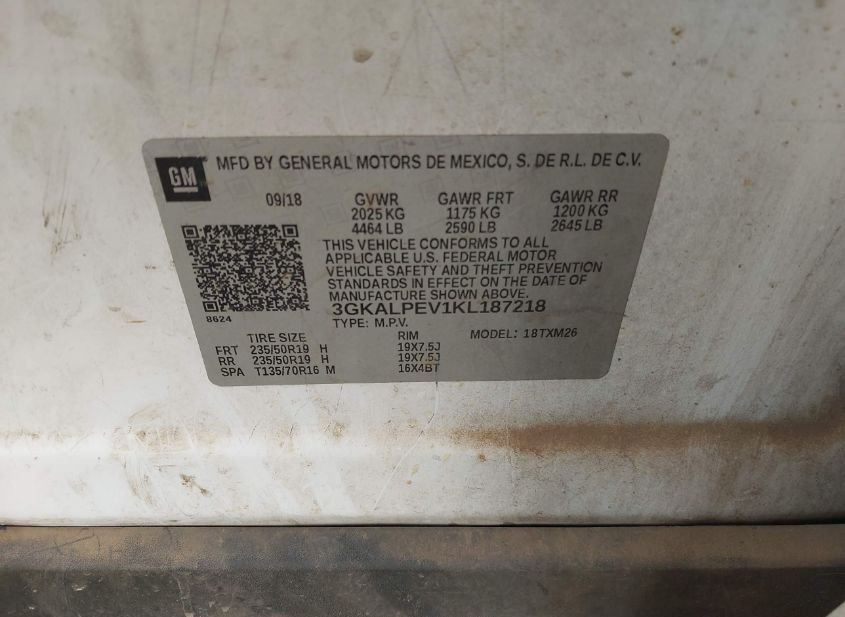 GM MFD BY GENERAL MOTORS DE MEXICO, S. DE R.L. DE C.V.
09/18 GVWR GAWR FRT GAWR RR
2025 KG 1175 KG 1200 KG
4464 LB 2590 LB 2645 LB
THIS VEHICLE CONFORMS TO ALL
APPLICABLE U.S. FEDERAL MOTOR
VEHICLE SAFETY AND THEFT PREVENTION
STANDARDS IN EFFECT ON THE DATE OF
MANUFACTURE SHOWN ABOVE.
3GKALPEV1KL187218
8624
TYPE: M.P.V. MODEL: 18TXM26
TIRE SIZE RIM
FRT 235/50R19 H 19X7.5J
RR 235/50R19 H 19X7.5J
SPA T135/70R16 M 16X4BT